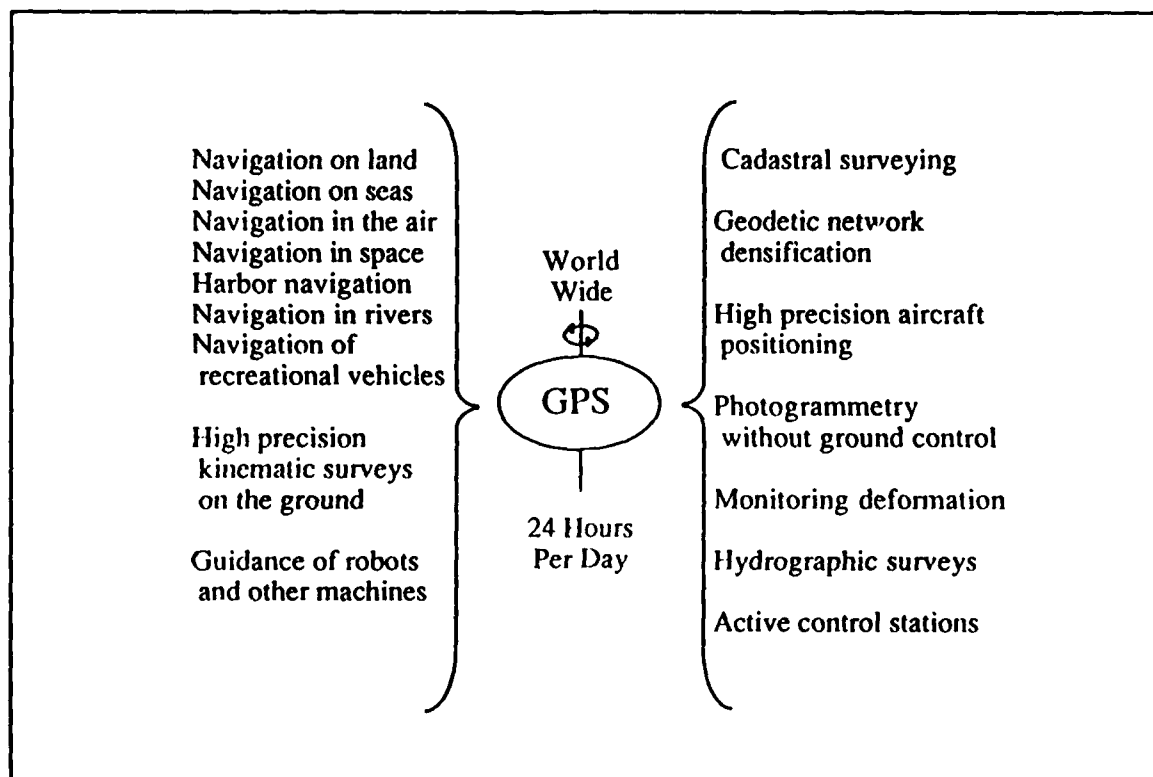 Navigation on land
Navigation on seas
Navigation in the air
Navigation in space
Harbor navigation
Navigation in rivers
Navigation of
recreational vehicles
High precision
kinematic surveys
on the ground
Guidance of robots
and other machines
World
Wide
GPS
24 Hours
Per Day
Cadastral surveying
Geodetic network
densification
High precision aircraft
positioning
Photogrammetry
without ground control
Monitoring deformation
Hydrographic surveys
Active control stations